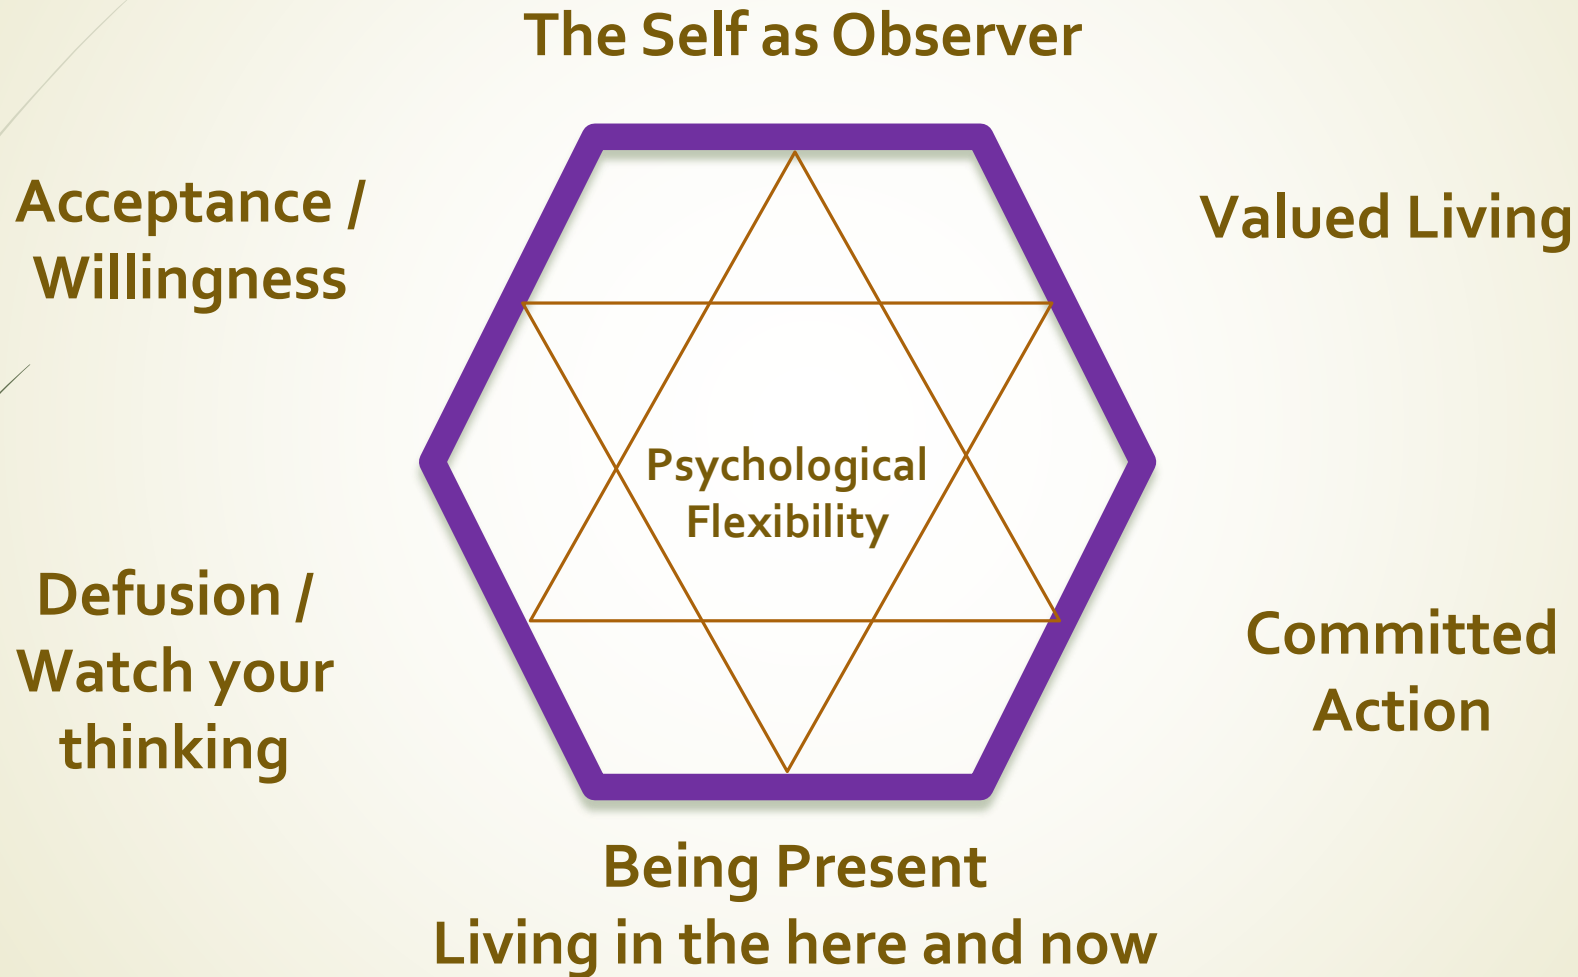 The Self as Observer
Acceptance /
Willingness
Valued Living
Psychological
Flexibility
Defusion /
Watch your
thinking
Committed
Action
Being Present
Living in the here and now